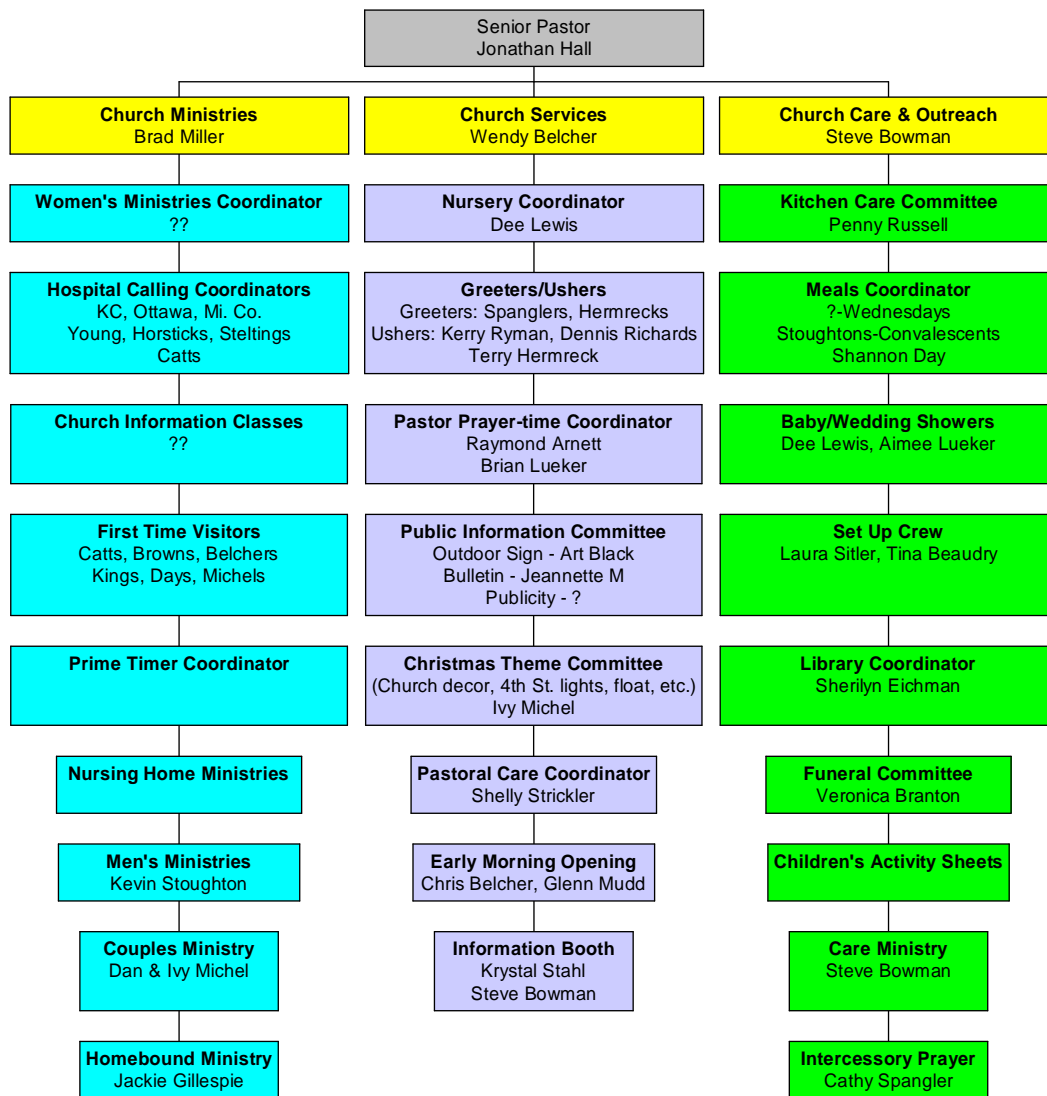 Senior Pastor
Jonathan Hall
Church Ministries
Brad Miller
Women's Ministries Coordinator
??
Hospital Calling Coordinators
KC, Ottawa, Mi. Co.
Young, Horsticks, Steltings
Catts
Church Information Classes
??
First Time Visitors
Catts, Browns, Belchers
Kings, Days, Michels
Prime Timer Coordinator
Nursing Home Ministries
Men's Ministries
Kevin Stoughton
Couples Ministry
Dan & Ivy Michel
Homebound Ministry
Jackie Gillespie
Church Services
Wendy Belcher
Nursery Coordinator
Dee Lewis
Greeters/Ushers
Greeters: Spanglers, Hermrecks
Ushers: Kerry Ryman, Dennis Richards
Terry Hermreck
Pastor Prayer-time Coordinator
Raymond Arnett
Brian Lueker
Public Information Committee
Outdoor Sign - Art Black
Bulletin - Jeannette M
Publicity - ?
Christmas Theme Committee
(Church decor, 4th St. lights, float, etc.)
Ivy Michel
Pastoral Care Coordinator
Shelly Strickler
Early Morning Opening
Chris Belcher, Glenn Mudd
Information Booth
Krystal Stahl
Steve Bowman
Church Care & Outreach
Steve Bowman
Kitchen Care Committee
Penny Russell
Meals Coordinator
?-Wednesdays
Stoughtons-Convalescents
Shannon Day
Baby/Wedding Showers
Dee Lewis, Aimee Lueker
Set Up Crew
Laura Sitler, Tina Beaudry
Library Coordinator
Sherilyn Eichman
Funeral Committee
Veronica Branton
Children's Activity Sheets
Care Ministry
Steve Bowman
Intercessory Prayer
Cathy Spangler